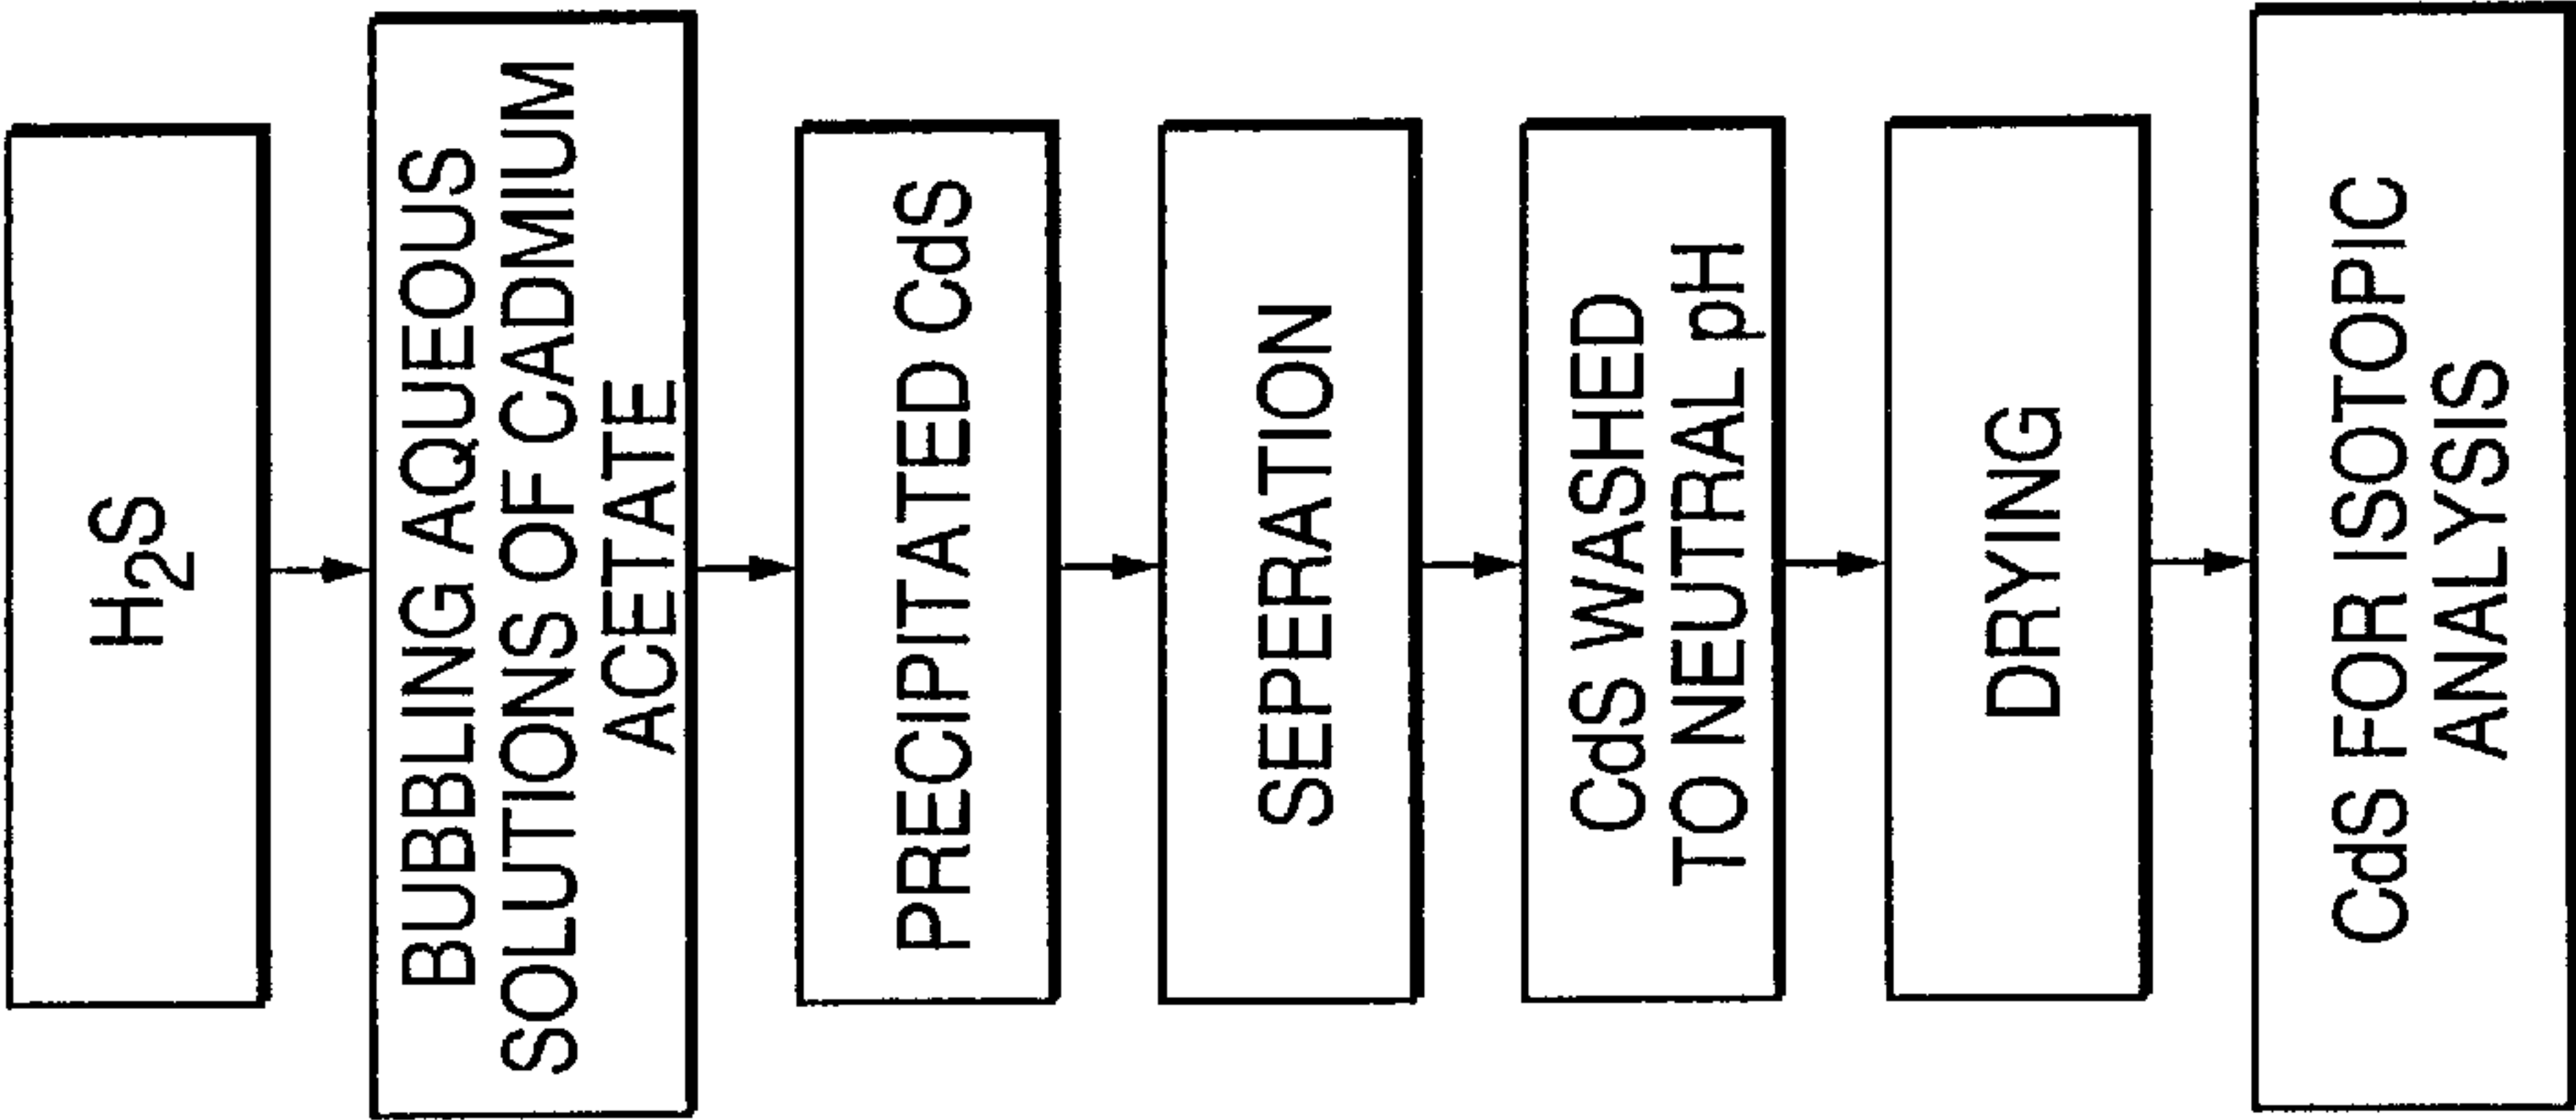 H2S
BUBBLING AQUEOUS
SOLUTIONS OF CADMIUM
ACETATE
PRECIPITATED CdS
SEPERATION
CdS WASHED
TO NEUTRAL pH
DRYING
CdS FOR ISOTOPIC
ANALYSIS